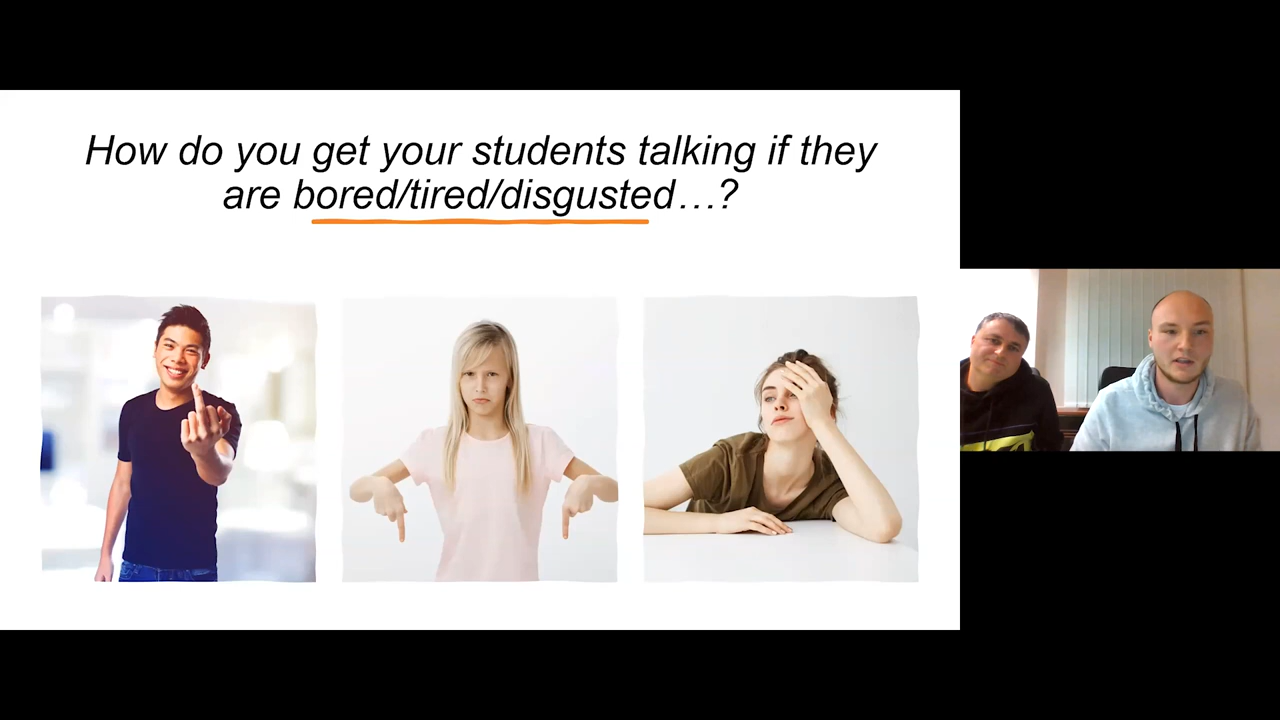 How do you get your students talking if they
are bored/tired/disgusted…?